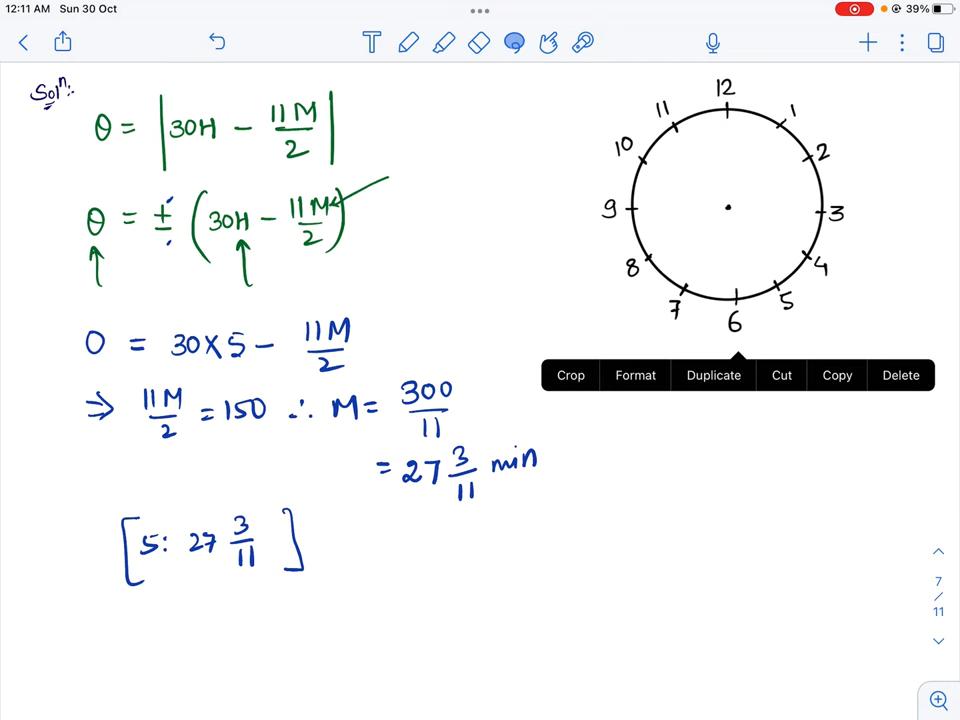 12:11 AM Sun 30 Oct
39%
T
Solⁿ:
θ = |30H − 11M/2|
θ = ± (30H − 11M/2)
0 = 30×5 − 11M/2
⇒ 11M/2 = 150 ∴ M = 300/11
= 27 3/11 min
[5: 27 3/11]
12
1
2
3
4
5
6
7
8
9
10
11
Crop Format Duplicate Cut Copy Delete
7
/
11